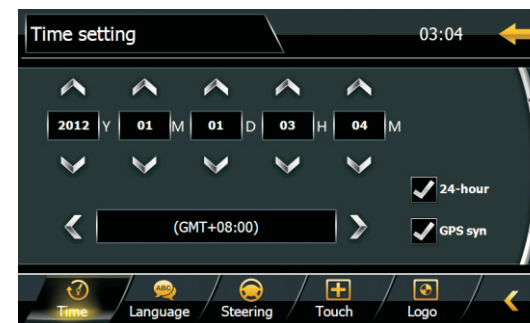 Time setting 03:04
2012 Y 01 M 01 D 03 H 04 M
24-hour
(GMT+08:00) GPS syn
ABC
Time Language Steering Touch Logo